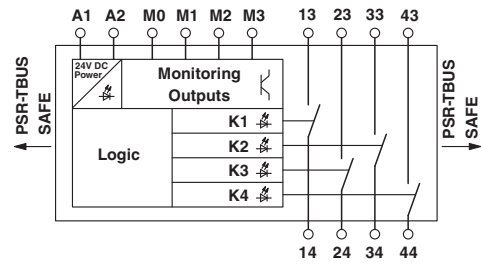 A1 A2 M0 M1 M2 M3 13 23 33 43
24V DC
Power
Monitoring
Outputs
PSR-TBUS
SAFE
Logic
K1
K2
K3
K4
PSR-TBUS
SAFE
14 24 34 44